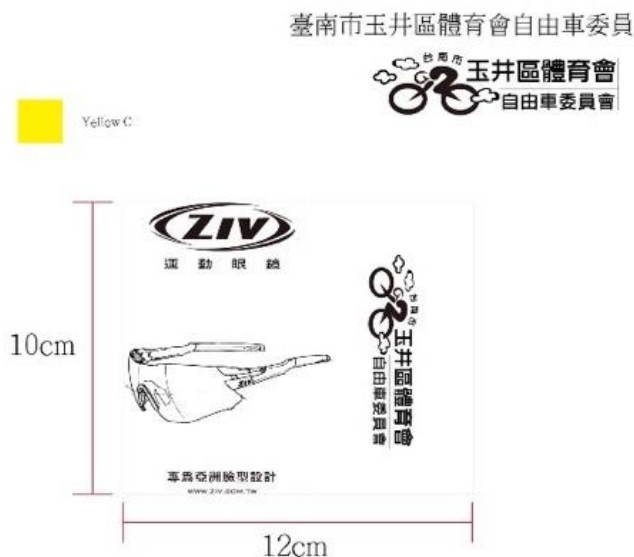 臺南市玉井區體育會自由車委員
台南市
玉井區體育會
自由車委員會
Yellow C
ZIV
運動眼鏡
10cm
台南市
玉井區體育會
自由車委員會
專為亞洲臉型設計
WWW.ZIV.COM.TW
12cm